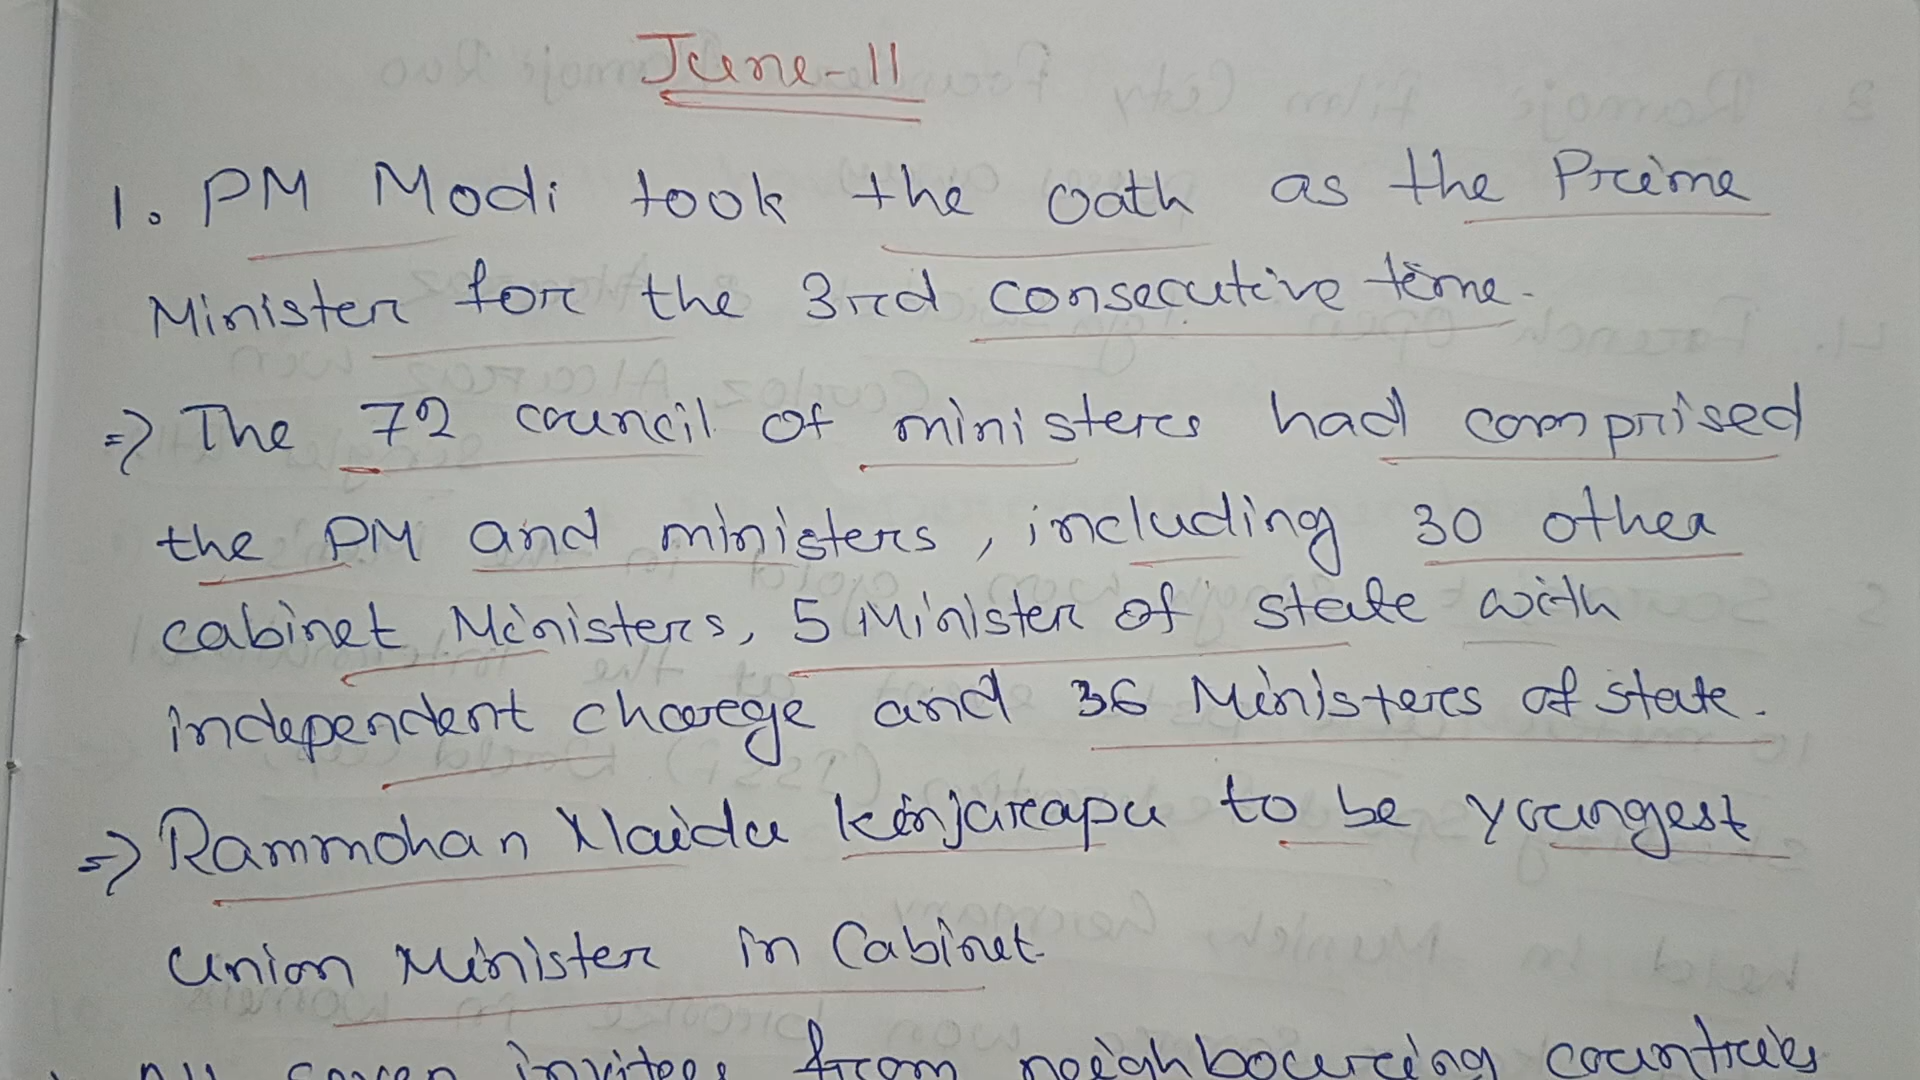 June-11
1. PM Modi took the oath as the Prime
Minister for the 3rd consecutive time.
=> The 72 council of ministers had comprised
the PM and ministers, including 30 other
cabinet Ministers, 5 Minister of state with
independent charge and 36 Ministers of state.
=> Rammohan Naidu kinjarapu to be youngest
union Minister in Cabinet
All seven invitees from neighbouring countries